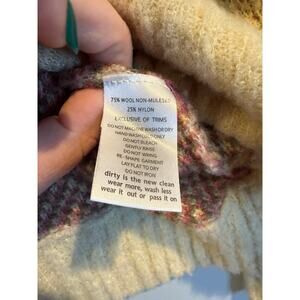 75% WOOL NON-MULESED
25% NYLON
EXCLUSIVE OF TRIMS
DO NOT MACHINE WASH OR DRY
HAND WASH COLD ONLY
DO NOT BLEACH
GENTLY RINSE
DO NOT WRING
RE-SHAPE GARMENT
LAY FLAT TO DRY
DO NOT IRON
dirty is the new clean
wear more, wash less
wear it out or pass it on